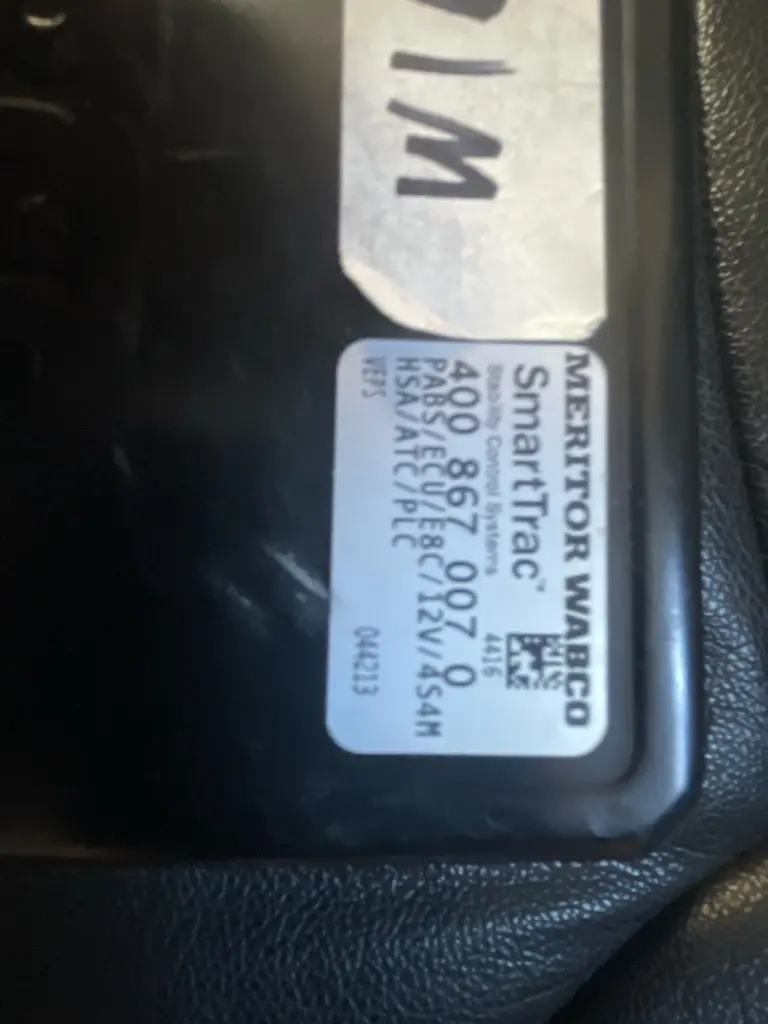 MERITOR WABCO
SmartTrac™
Stability Control Systems
4416
400 867 007 0
PABS/ECU/E8C/12V/4S4M
HSA/ATC/PLC
VEPS
044213